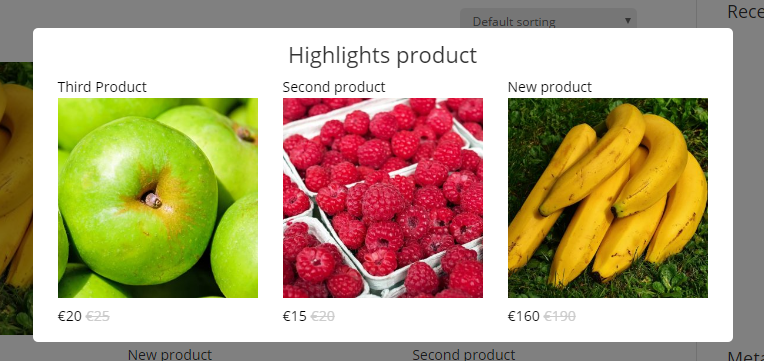 Default sorting
Rece
Highlights product
Third Product
Second product
New product
€20 €25
€15 €20
€160 €190
New product
Second product
Meta